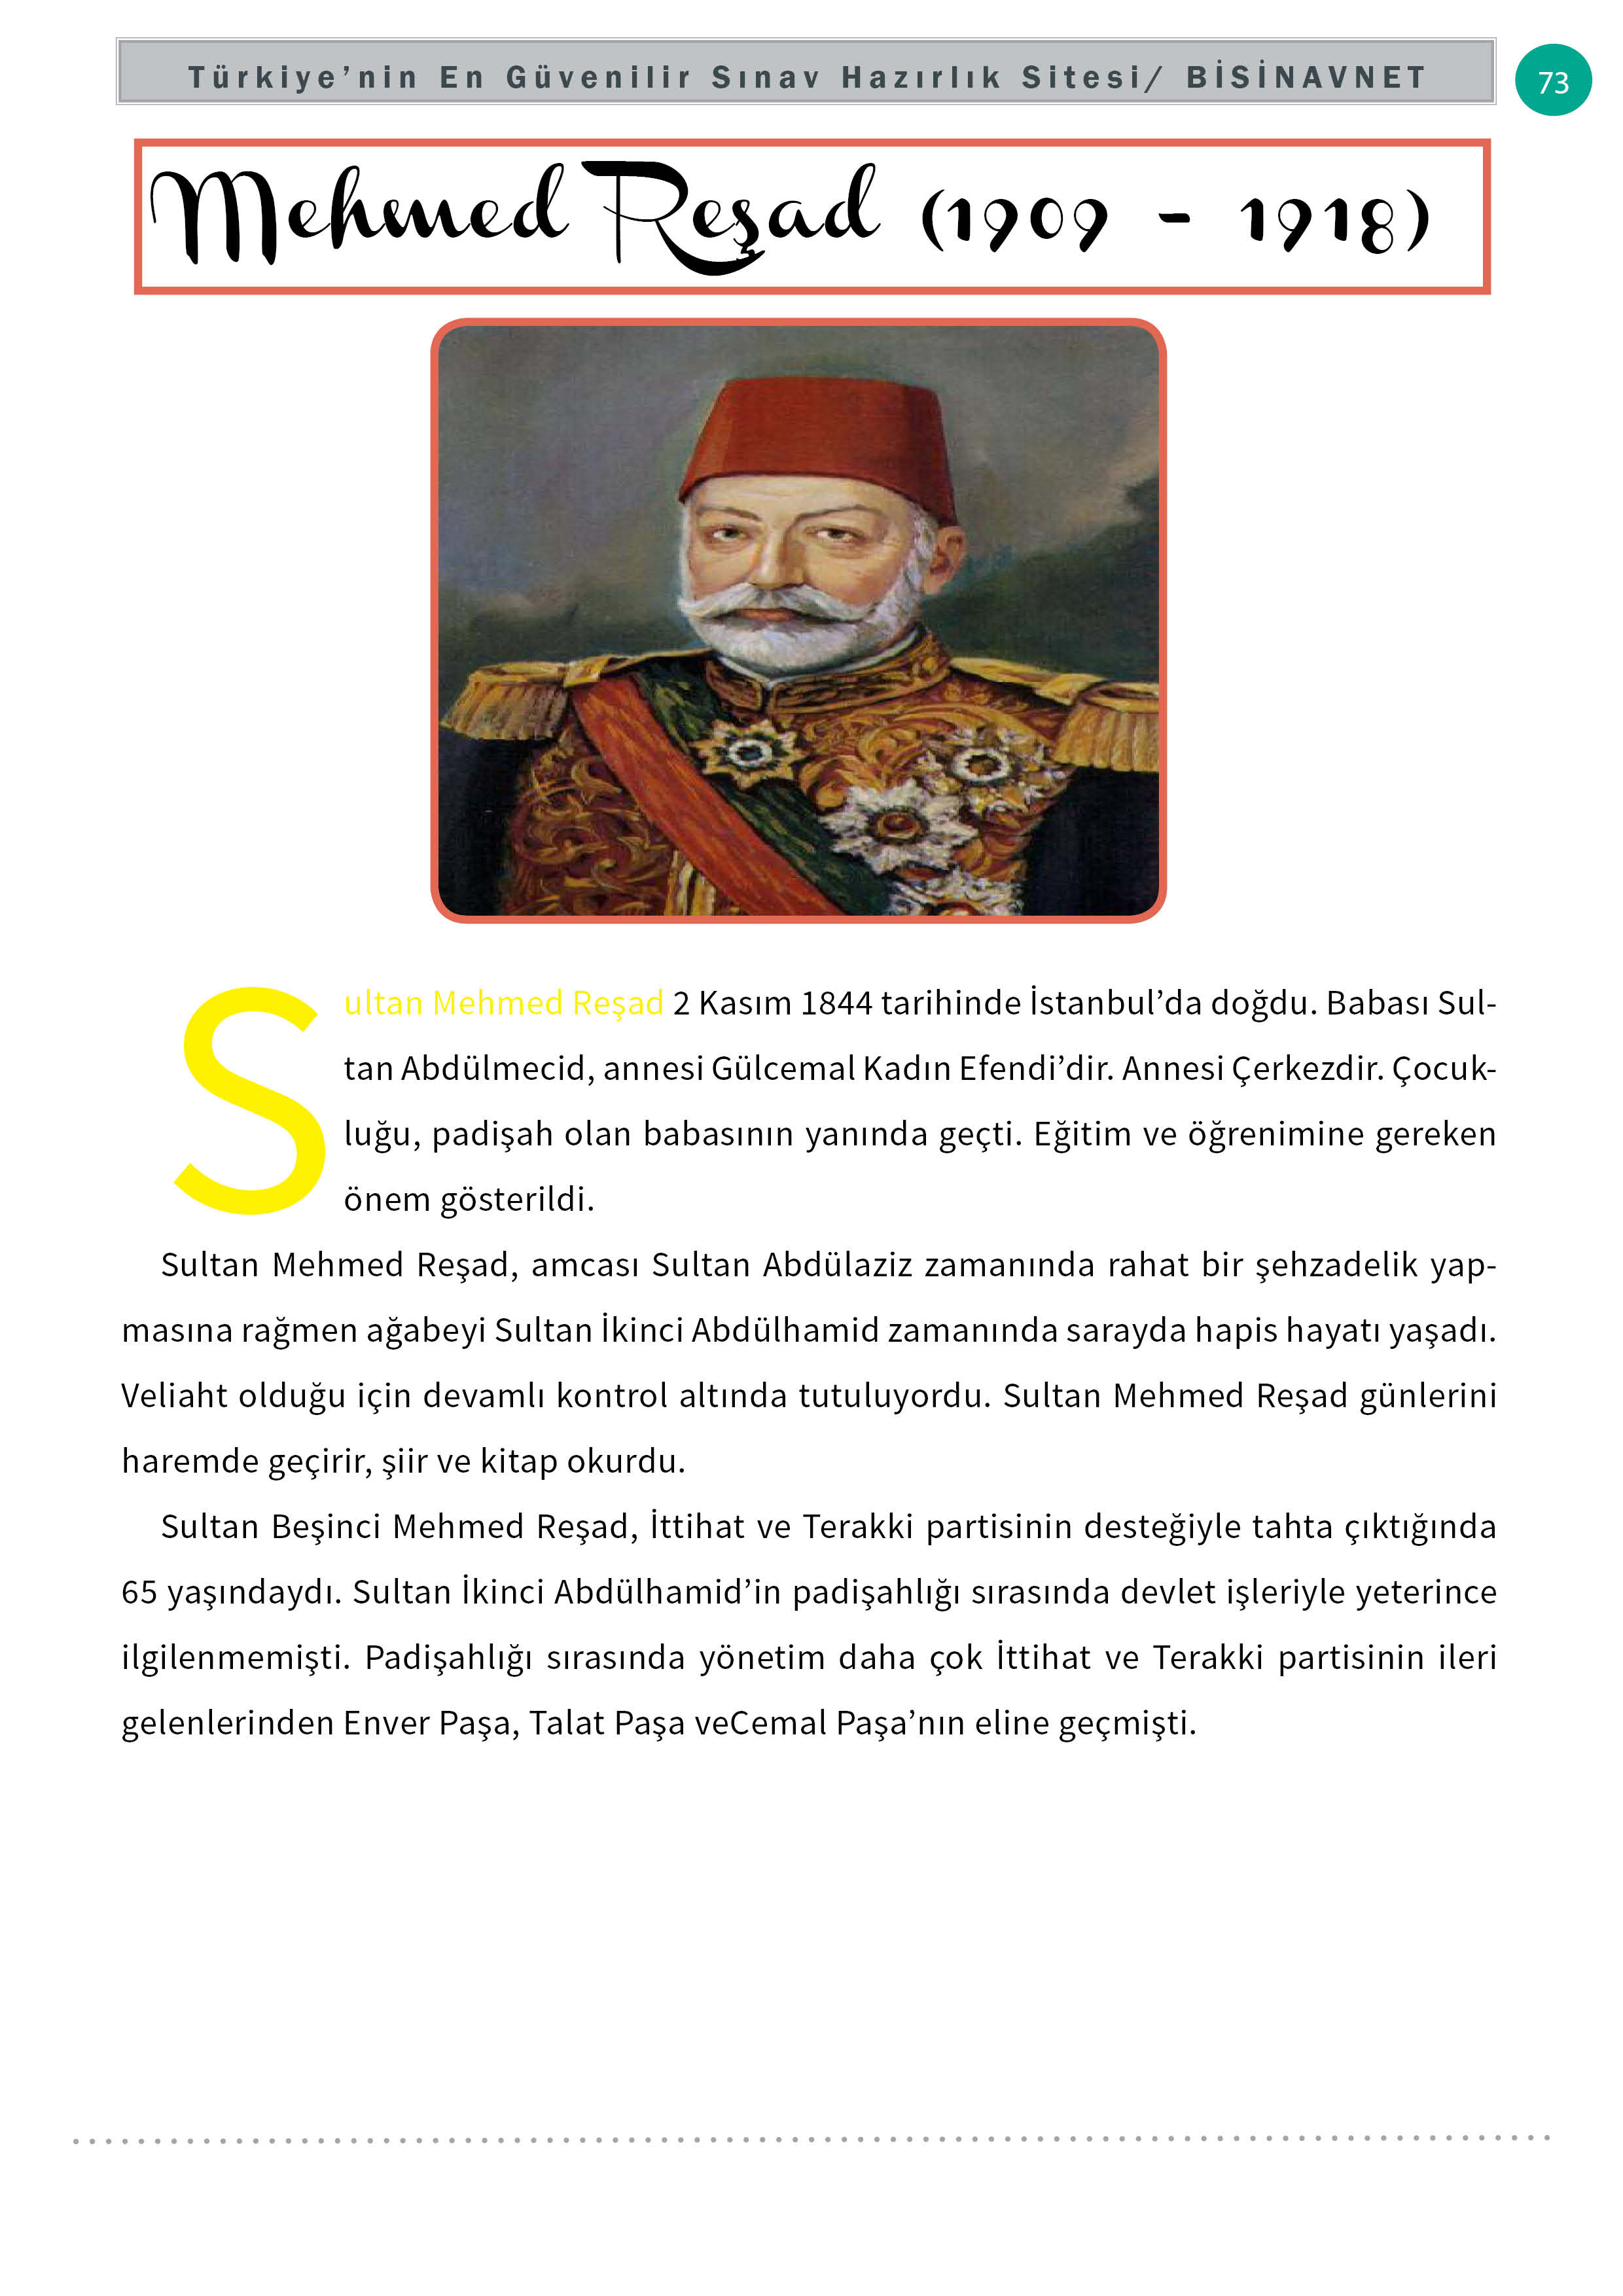 Türkiye’nin En Güvenilir Sınav Hazırlık Sitesi/ BİSİNAVNET
73
Mehmed Reşad (1909 - 1918)
Sultan Mehmed Reşad 2 Kasım 1844 tarihinde İstanbul’da doğdu. Babası Sul-
tan Abdülmecid, annesi Gülcemal Kadın Efendi’dir. Annesi Çerkezdir. Çocuk-
luğu, padişah olan babasının yanında geçti. Eğitim ve öğrenimine gereken
önem gösterildi.
Sultan Mehmed Reşad, amcası Sultan Abdülaziz zamanında rahat bir şehzadelik yap-
masına rağmen ağabeyi Sultan İkinci Abdülhamid zamanında sarayda hapis hayatı yaşadı.
Veliaht olduğu için devamlı kontrol altında tutuluyordu. Sultan Mehmed Reşad günlerini
haremde geçirir, şiir ve kitap okurdu.
Sultan Beşinci Mehmed Reşad, İttihat ve Terakki partisinin desteğiyle tahta çıktığında
65 yaşındaydı. Sultan İkinci Abdülhamid’in padişahlığı sırasında devlet işleriyle yeterince
ilgilenmemişti. Padişahlığı sırasında yönetim daha çok İttihat ve Terakki partisinin ileri
gelenlerinden Enver Paşa, Talat Paşa veCemal Paşa’nın eline geçmişti.